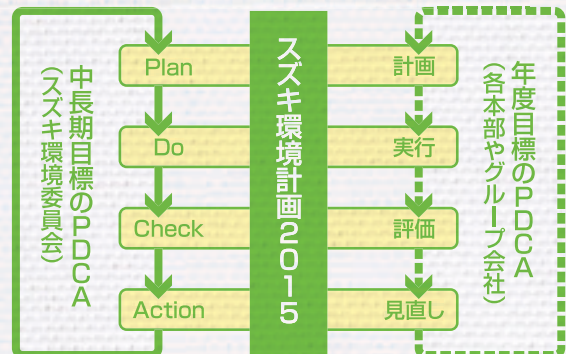 中長期目標のPDCA
（スズキ環境委員会）
Plan
Do
Check
Action
スズキ環境計画2015
計画
実行
評価
見直し
年度目標のPDCA
（各本部やグループ会社）